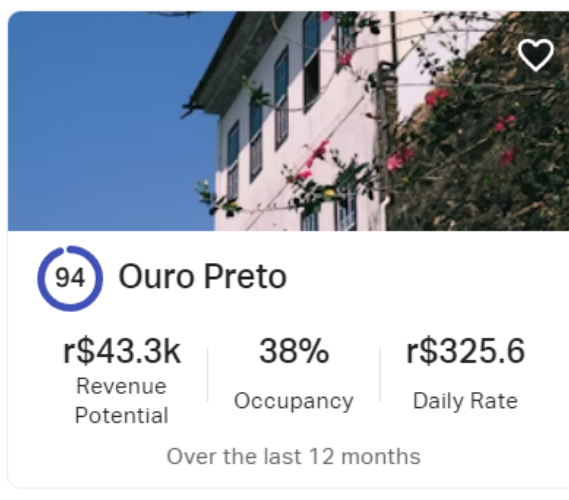 94 Ouro Preto
r$43.3k 38% r$325.6
Revenue Potential Occupancy Daily Rate
Over the last 12 months